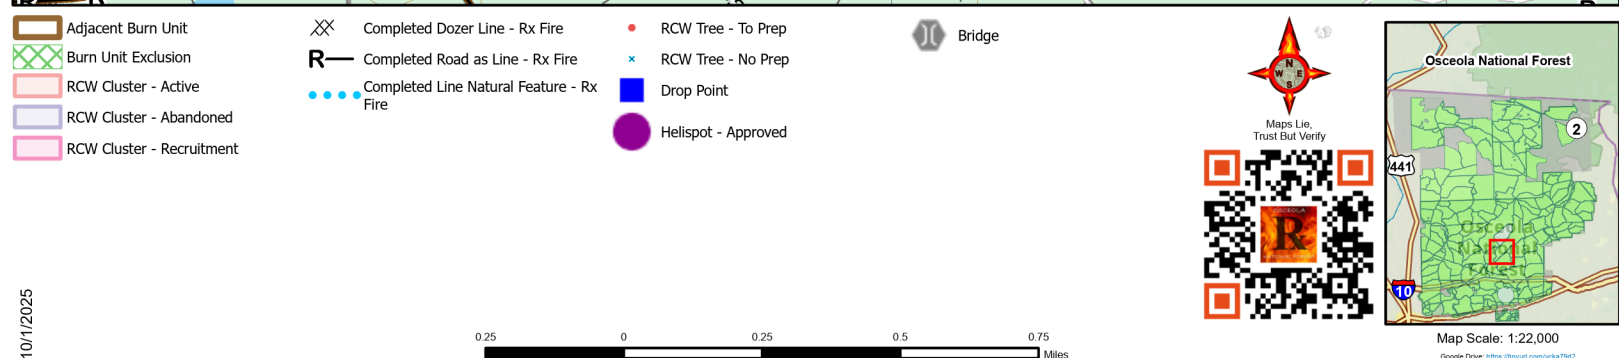 R
Adjacent Burn Unit
Burn Unit Exclusion
RCW Cluster - Active
RCW Cluster - Abandoned
RCW Cluster - Recruitment
Completed Dozer Line - Rx Fire
R
Completed Road as Line - Rx Fire
Completed Line Natural Feature - Rx
Fire
RCW Tree - To Prep
RCW Tree - No Prep
Drop Point
Helispot - Approved
Bridge
N
W E
S
Maps Lie,
Trust But Verify
OSCEOLA
R
Osceola National Forest
2
441
Osceola
National
Forest
10
Map Scale: 1:22,000
Google Drive: https://tinyurl.com/ycka79d2
10/1/2025
0.25 0 0.25 0.5 0.75
Miles